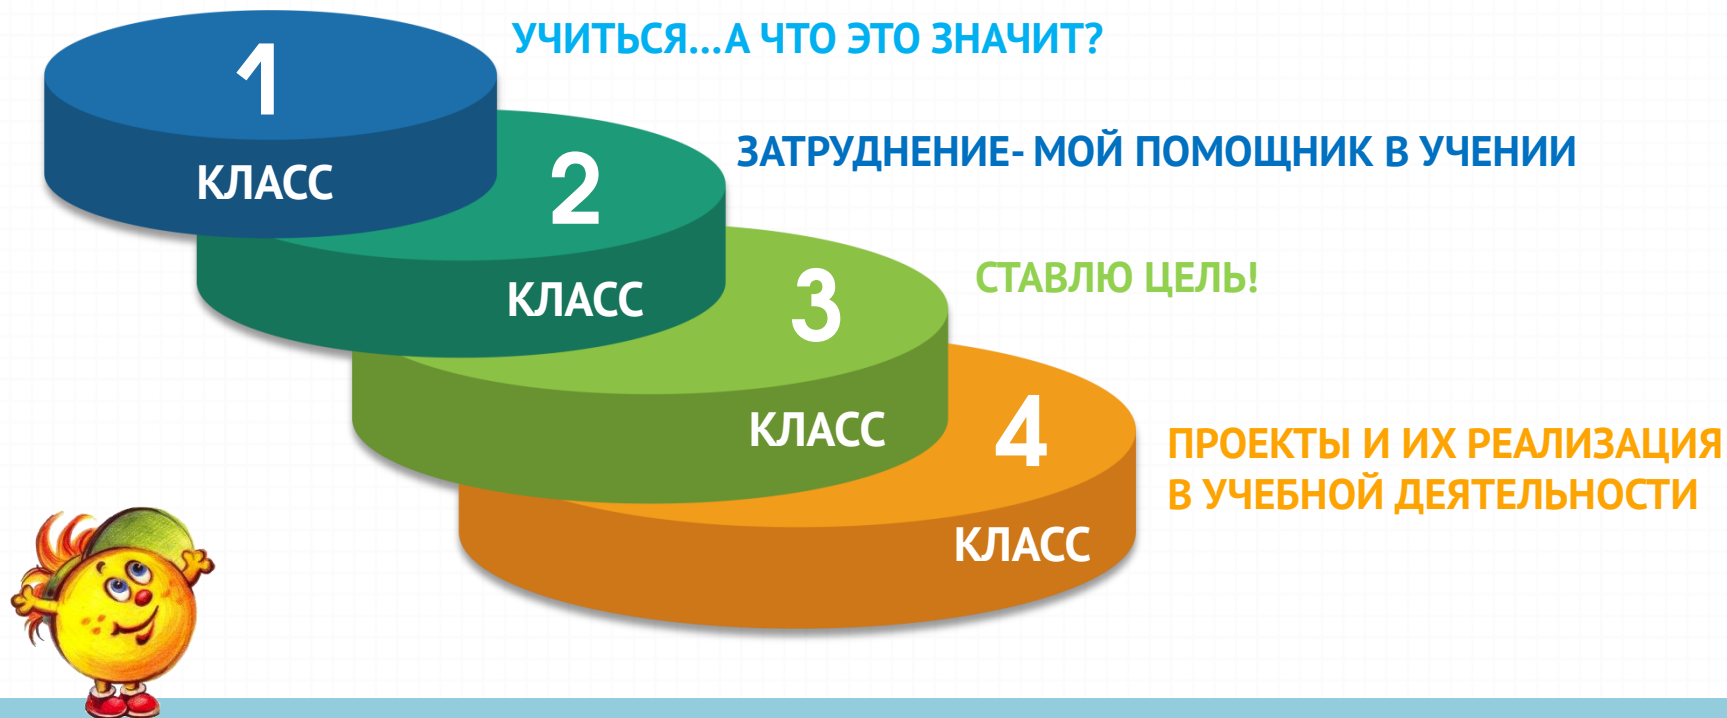 1
КЛАСС
УЧИТЬСЯ...А ЧТО ЭТО ЗНАЧИТ?
2
КЛАСС
ЗАТРУДНЕНИЕ- МОЙ ПОМОЩНИК В УЧЕНИИ
3
КЛАСС
СТАВЛЮ ЦЕЛЬ!
4
КЛАСС
ПРОЕКТЫ И ИХ РЕАЛИЗАЦИЯ
В УЧЕБНОЙ ДЕЯТЕЛЬНОСТИ